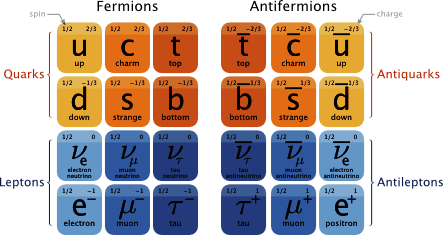 Fermions Antifermions
spin charge
1/2 2/3 1/2 2/3 1/2 2/3 1/2 -2/3 1/2 -2/3 1/2 -2/3
u c t t̅ c̅ u̅
up charm top top charm up
Quarks Antiquarks
1/2 -1/3 1/2 -1/3 1/2 -1/3 1/2 1/3 1/2 1/3 1/2 1/3
d s b b̅ s̅ d̅
down strange bottom bottom strange down
1/2 0 1/2 0 1/2 0 1/2 0 1/2 0 1/2 0
νe νμ ντ ν̅τ ν̅μ ν̅e
electron neutrino muon neutrino tau neutrino tau antineutrino muon antineutrino electron antineutrino
Leptons Antileptons
1/2 -1 1/2 -1 1/2 -1 1/2 1 1/2 1 1/2 1
e⁻ μ⁻ τ⁻ τ⁺ μ⁺ e⁺
electron muon tau tau muon positron